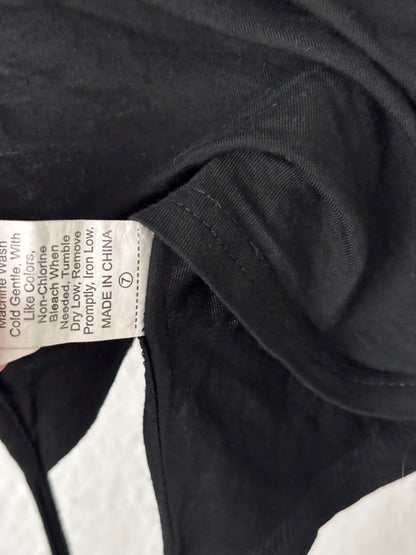 Machine Wash
Cold Gentle, With
Like Colors,
Non-Chlorine
Bleach When
Needed. Tumble
Dry Low, Remove
Promptly, Iron Low.
MADE IN CHINA
7